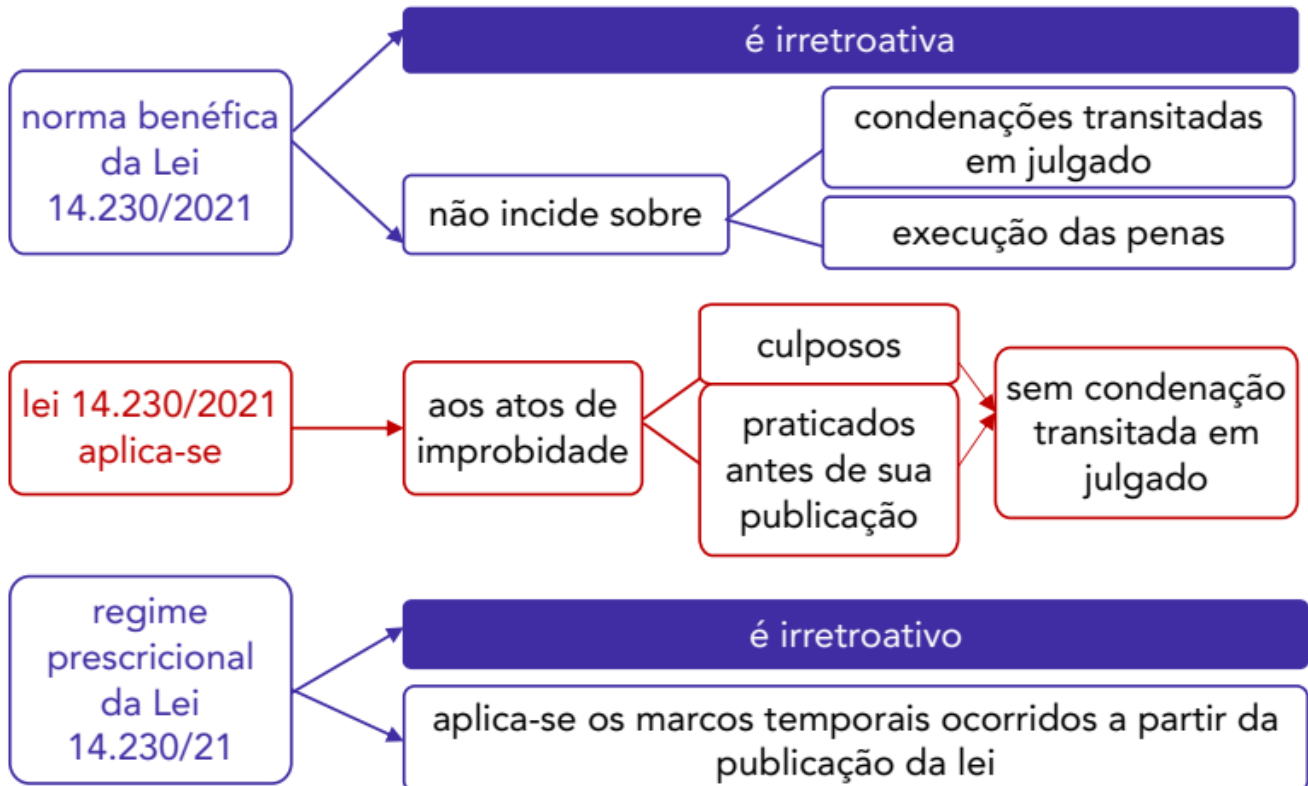 é irretroativa
norma benéfica
da Lei
14.230/2021
não incide sobre
condenações transitadas
em julgado
execução das penas
lei 14.230/2021
aplica-se
aos atos de
improbidade
culposos
praticados
antes de sua
publicação
sem condenação
transitada em
julgado
regime
prescricional
da Lei
14.230/21
é irretroativo
aplica-se os marcos temporais ocorridos a partir da
publicação da lei